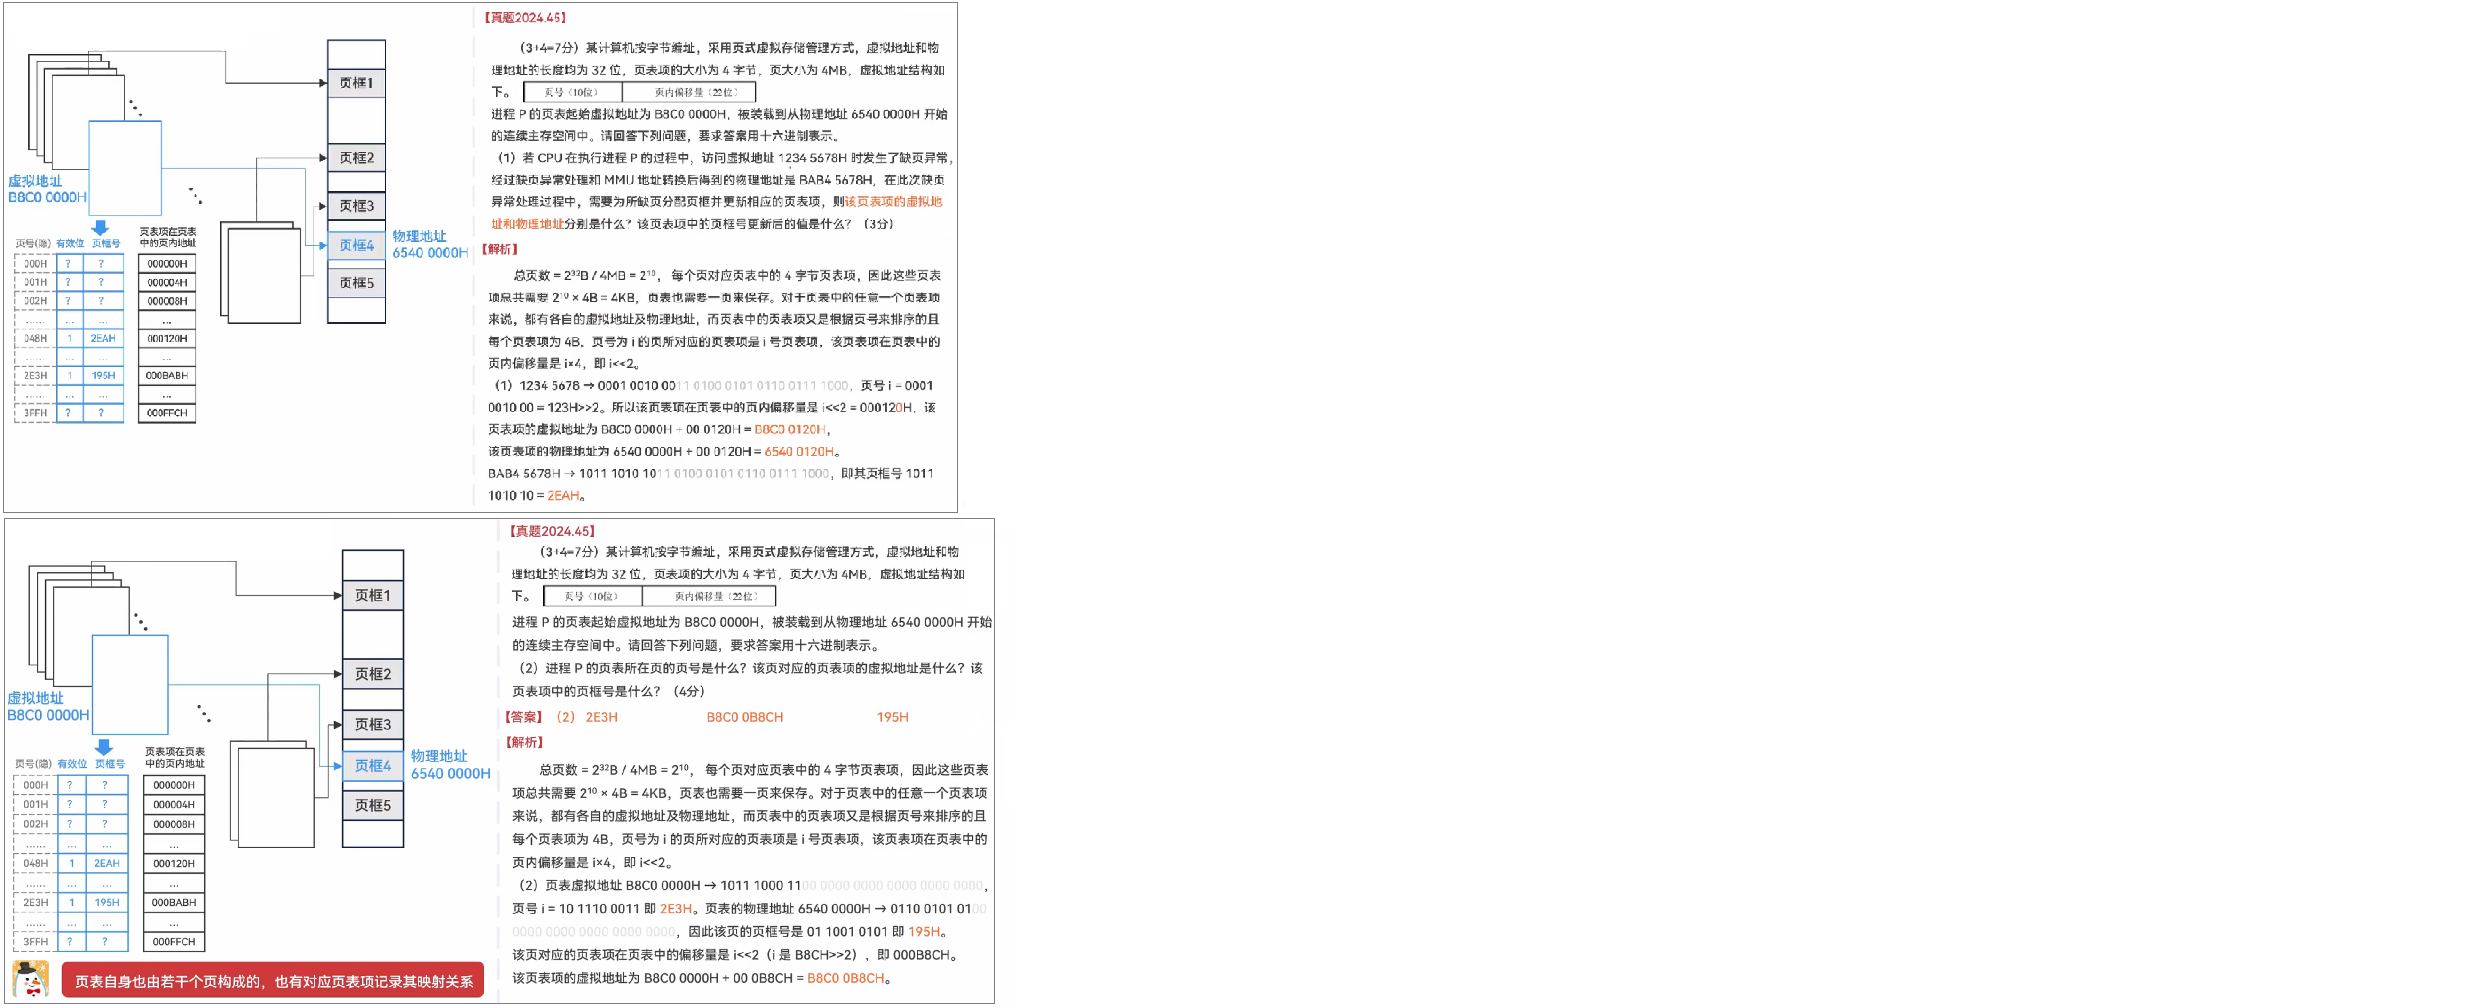 【真题2024.45】
（3+4=7分）某计算机按字节编址，采用页式虚拟存储管理方式，虚拟地址和物
理地址的长度均为 32 位，页表项的大小为 4 字节，页大小为 4MB，虚拟地址结构如
下。 页号（10位） 页内偏移量（22位）
进程 P 的页表起始虚拟地址为 B8C0 0000H，被装载到从物理地址 6540 0000H 开始
的连续主存空间中。请回答下列问题，要求答案用十六进制表示。
（1）若 CPU 在执行进程 P 的过程中，访问虚拟地址 1234 5678H 时发生了缺页异常，
经过缺页异常处理和 MMU 地址转换后得到的物理地址是 BAB4 5678H，在此次缺页
异常处理过程中，需要为所缺页分配页框并更新相应的页表项，则该页表项的虚拟地
址和物理地址分别是什么？该页表项中的页框号更新后的值是什么？（3分）
【解析】
总页数 = 2³²B / 4MB = 2¹⁰， 每个页对应页表中的 4 字节页表项，因此这些页表
项总共需要 2¹⁰ × 4B = 4KB，页表也需要一页来保存。对于页表中的任意一个页表项
来说，都有各自的虚拟地址及物理地址，而页表中的页表项又是根据页号来排序的且
每个页表项为 4B，页号为 i 的页所对应的页表项是 i 号页表项，该页表项在页表中的
页内偏移量是 i×4，即 i<<2。
（1）1234 5678 → 0001 0010 0011 0100 0101 0110 0111 1000，页号 i = 0001
0010 00 = 123H>>2。所以该页表项在页表中的页内偏移量是 i<<2 = 000120H，该
页表项的虚拟地址为 B8C0 0000H + 00 0120H = B8C0 0120H，
该页表项的物理地址为 6540 0000H + 00 0120H = 6540 0120H。
BAB4 5678H → 1011 1010 1011 0100 0101 0110 0111 1000，即其页框号 1011
1010 10 = 2EAH。
页框1
页框2
页框3
页框4
页框5
虚拟地址
B8C0 0000H
物理地址
6540 0000H
页号(隐) 有效位 页框号
页表项在页表
中的页内地址
000H ? ? 000000H
001H ? ? 000004H
002H ? ? 000008H
...... ... ... ...
048H 1 2EAH 000120H
...... ... ... ...
2E3H 1 195H 000BABH
...... ... ... ...
3FFH ? ? 000FFCH
【真题2024.45】
（3+4=7分）某计算机按字节编址，采用页式虚拟存储管理方式，虚拟地址和物
理地址的长度均为 32 位，页表项的大小为 4 字节，页大小为 4MB，虚拟地址结构如
下。 页号（10位） 页内偏移量（22位）
进程 P 的页表起始虚拟地址为 B8C0 0000H，被装载到从物理地址 6540 0000H 开始
的连续主存空间中。请回答下列问题，要求答案用十六进制表示。
（2）进程 P 的页表所在页的页号是什么？该页对应的页表项的虚拟地址是什么？该
页表项中的页框号是什么？（4分）
【答案】（2） 2E3H B8C0 0B8CH 195H
【解析】
总页数 = 2³²B / 4MB = 2¹⁰， 每个页对应页表中的 4 字节页表项，因此这些页表
项总共需要 2¹⁰ × 4B = 4KB，页表也需要一页来保存。对于页表中的任意一个页表项
来说，都有各自的虚拟地址及物理地址，而页表中的页表项又是根据页号来排序的且
每个页表项为 4B，页号为 i 的页所对应的页表项是 i 号页表项，该页表项在页表中的
页内偏移量是 i×4，即 i<<2。
（2）页表虚拟地址 B8C0 0000H → 1011 1000 1100 0000 0000 0000 0000 0000，
页号 i = 10 1110 0011 即 2E3H。页表的物理地址 6540 0000H → 0110 0101 0100
0000 0000 0000 0000 0000，因此该页的页框号是 01 1001 0101 即 195H。
该页对应的页表项在页表中的偏移量是 i<<2（i 是 B8CH>>2），即 000B8CH。
该页表项的虚拟地址为 B8C0 0000H + 00 0B8CH = B8C0 0B8CH。
页框1
页框2
页框3
页框4
页框5
虚拟地址
B8C0 0000H
物理地址
6540 0000H
页号(隐) 有效位 页框号
页表项在页表
中的页内地址
000H ? ? 000000H
001H ? ? 000004H
002H ? ? 000008H
...... ... ... ...
048H 1 2EAH 000120H
...... ... ... ...
2E3H 1 195H 000BABH
...... ... ... ...
3FFH ? ? 000FFCH
页表自身也由若干个页构成的，也有对应页表项记录其映射关系